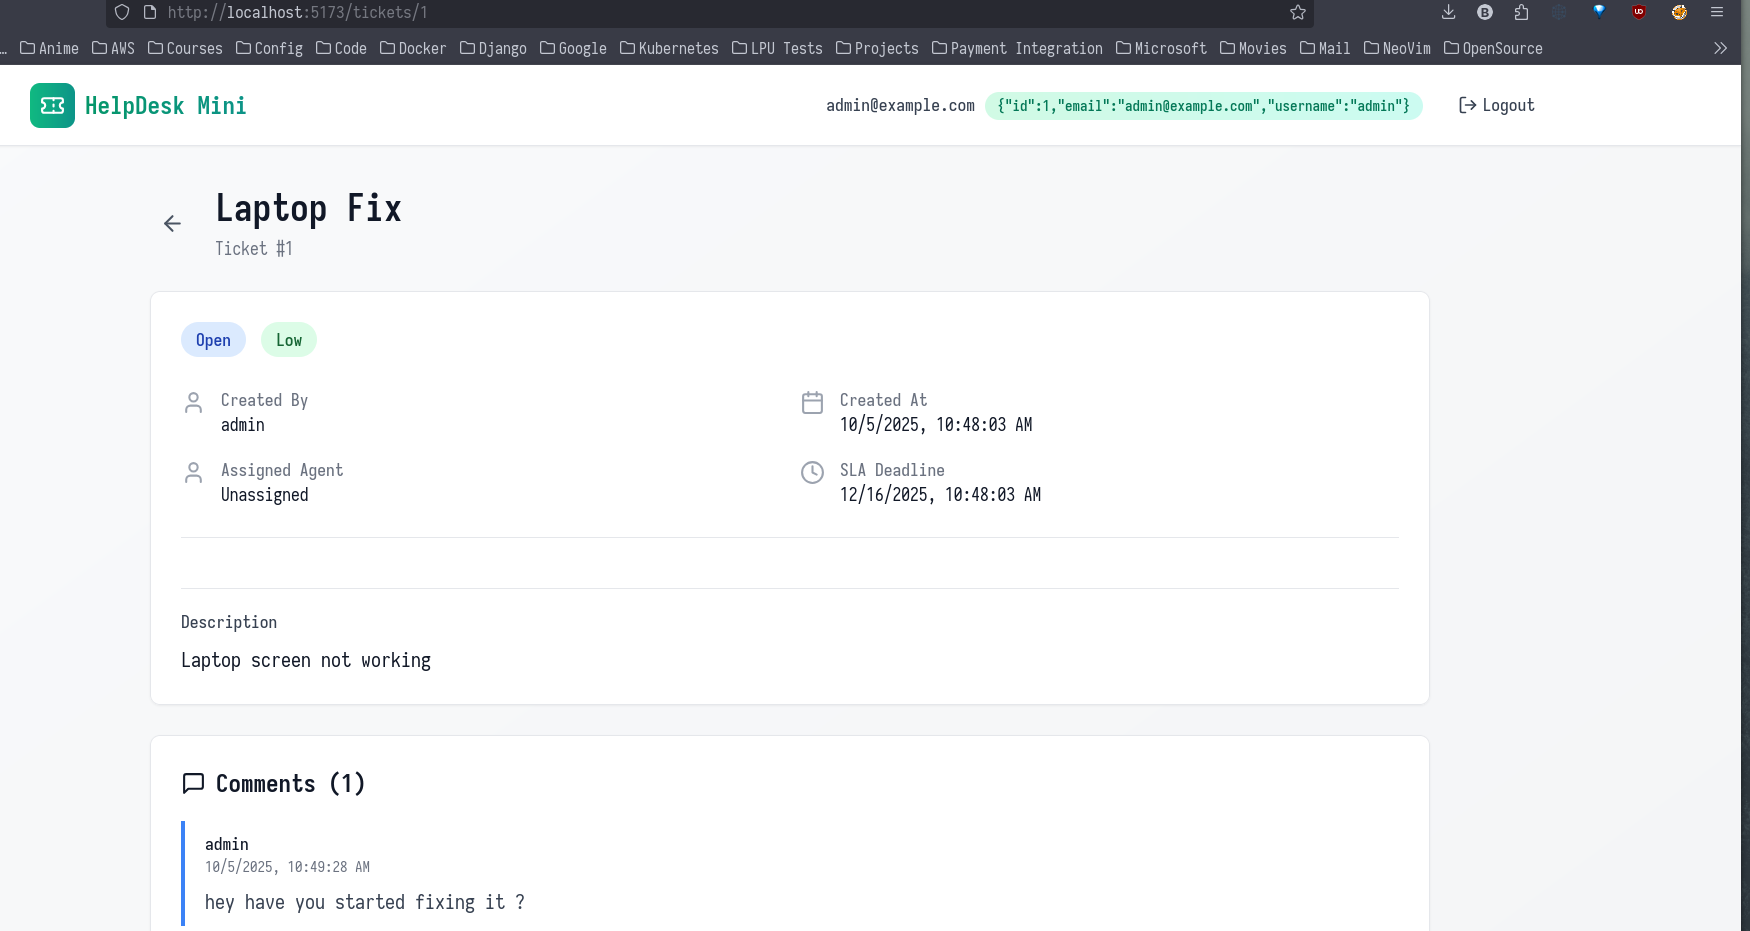 http://localhost:5173/tickets/1
… Anime AWS Courses Config Code Docker Django Google Kubernetes LPU Tests Projects Payment Integration Microsoft Movies Mail NeoVim OpenSource
HelpDesk Mini
admin@example.com {"id":1,"email":"admin@example.com","username":"admin"} Logout
Laptop Fix
Ticket #1
Open Low
Created By
admin
Created At
10/5/2025, 10:48:03 AM
Assigned Agent
Unassigned
SLA Deadline
12/16/2025, 10:48:03 AM
Description
Laptop screen not working
Comments (1)
admin
10/5/2025, 10:49:28 AM
hey have you started fixing it ?